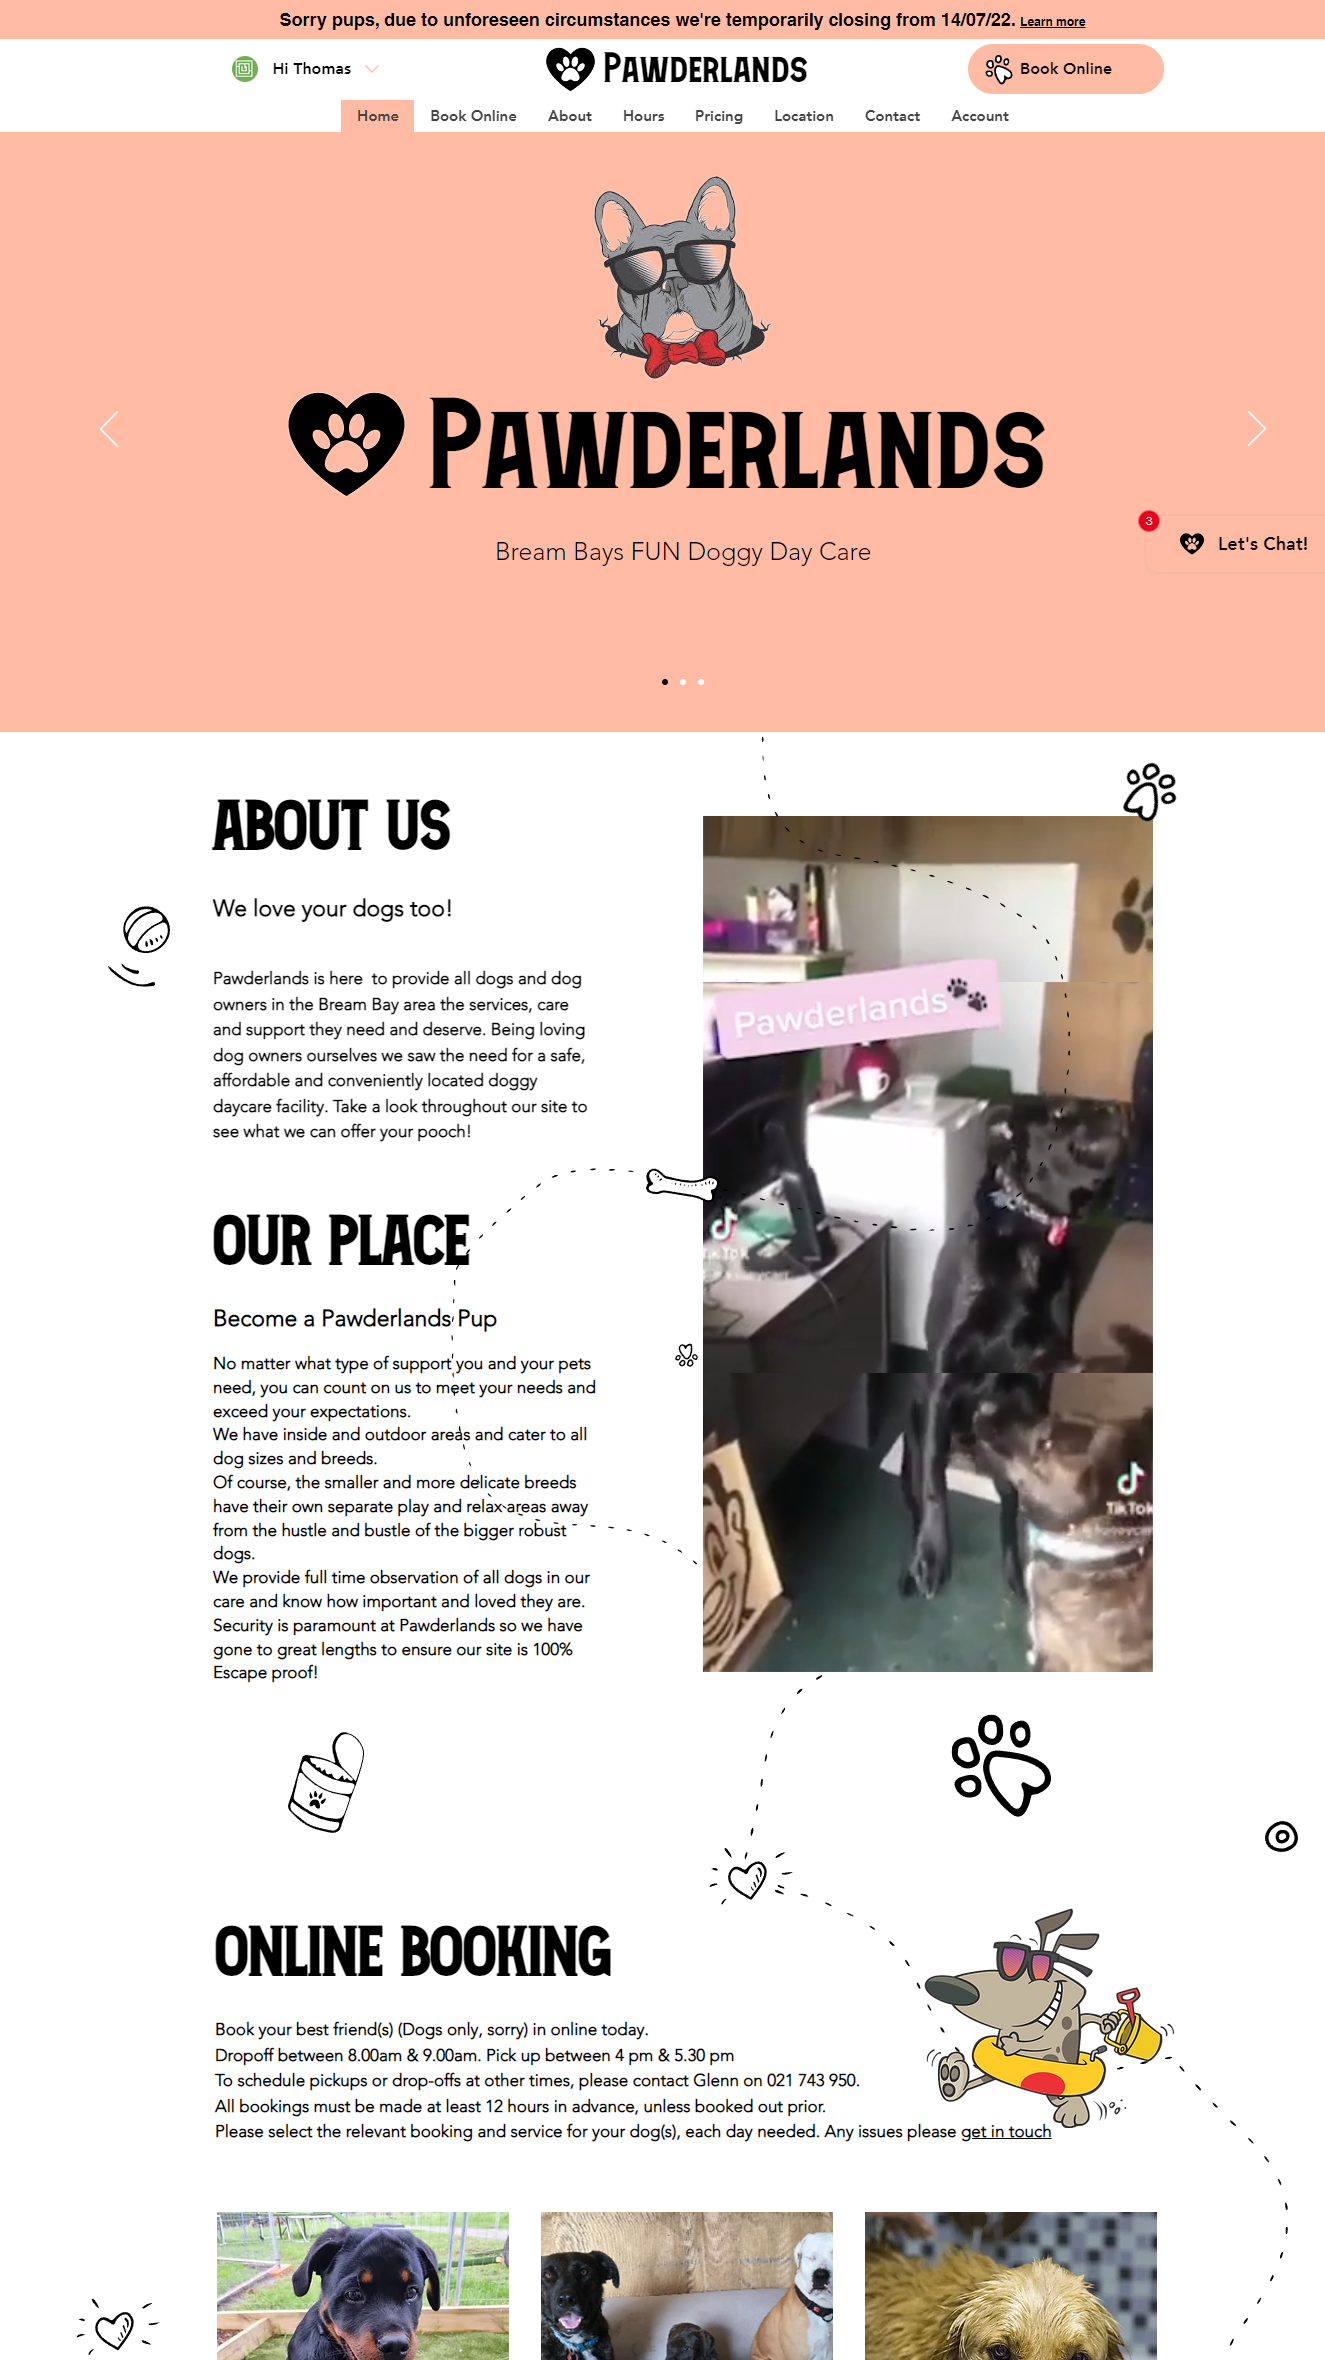 Sorry pups, due to unforeseen circumstances we're temporarily closing from 14/07/22. Learn more
Hi Thomas
PAWDERLANDS
Book Online
Home Book Online About Hours Pricing Location Contact Account
PAWDERLANDS
Bream Bays FUN Doggy Day Care
3
Let's Chat!
ABOUT US
We love your dogs too!
Pawderlands is here  to provide all dogs and dog
owners in the Bream Bay area the services, care
and support they need and deserve. Being loving
dog owners ourselves we saw the need for a safe,
affordable and conveniently located doggy
daycare facility. Take a look throughout our site to
see what we can offer your pooch!
Pawderlands
TikTok
OUR PLACE
Become a Pawderlands Pup
No matter what type of support you and your pets
need, you can count on us to meet your needs and
exceed your expectations.
We have inside and outdoor areas and cater to all
dog sizes and breeds.
Of course, the smaller and more delicate breeds
have their own separate play and relax areas away
from the hustle and bustle of the bigger robust
dogs.
We provide full time observation of all dogs in our
care and know how important and loved they are.
Security is paramount at Pawderlands so we have
gone to great lengths to ensure our site is 100%
Escape proof!
TikTok
ONLINE BOOKING
Book your best friend(s) (Dogs only, sorry) in online today.
Dropoff between 8.00am & 9.00am. Pick up between 4 pm & 5.30 pm
To schedule pickups or drop-offs at other times, please contact Glenn on 021 743 950.
All bookings must be made at least 12 hours in advance, unless booked out prior.
Please select the relevant booking and service for your dog(s), each day needed. Any issues please get in touch